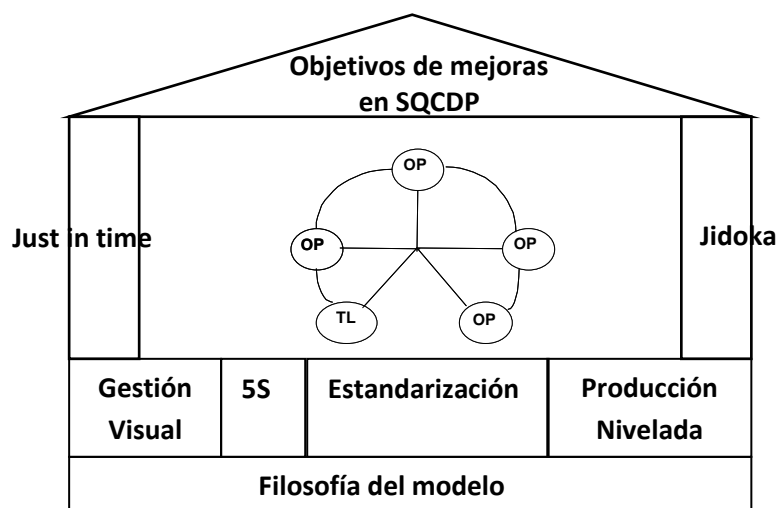 Objetivos de mejoras
en SQCDP
OP
Just in time
OP
OP
Jidoka
TL
OP
Gestión
Visual
5S
Estandarización
Producción
Nivelada
Filosofía del modelo